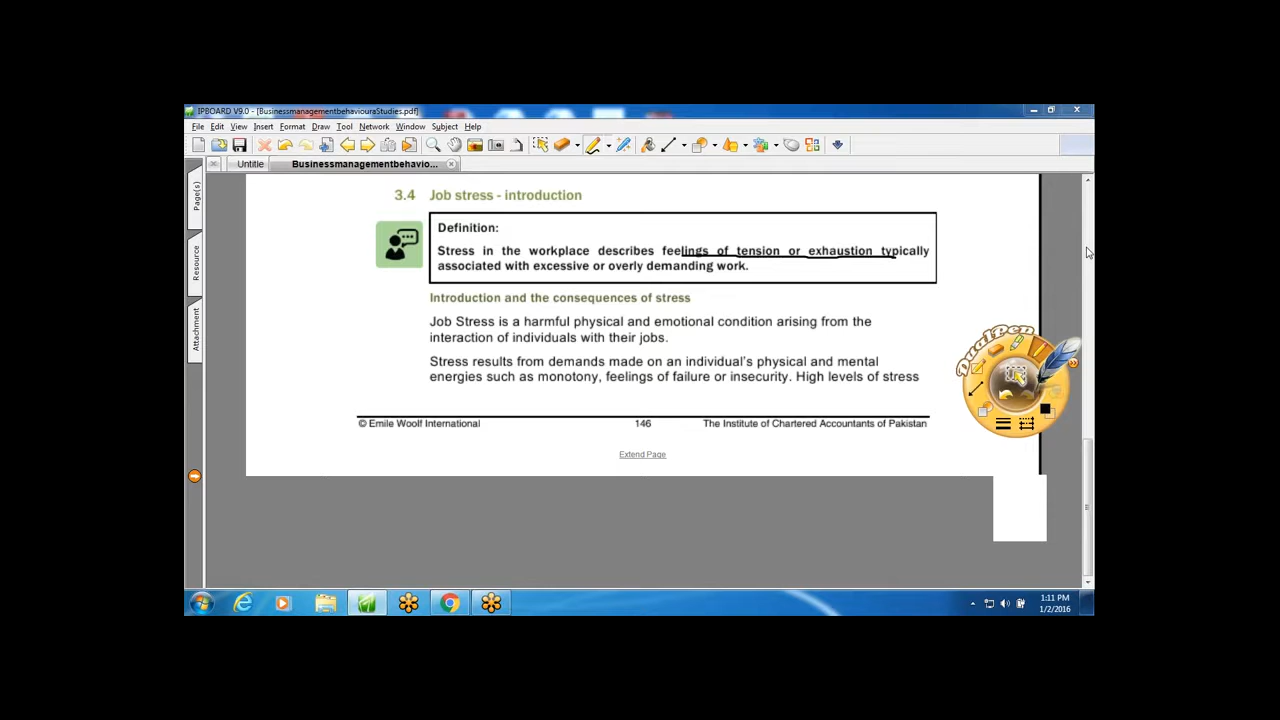 IPBOARD V9.0 - [BusinessmanagementbehaviouraStudies.pdf]
File Edit View Insert Format Draw Tool Network Window Subject Help
Untitle Businessmanagementbehavio...
Page(s)
Resource
Attachment
3.4 Job stress - introduction
Definition:
Stress in the workplace describes feelings of tension or exhaustion typically
associated with excessive or overly demanding work.
Introduction and the consequences of stress
Job Stress is a harmful physical and emotional condition arising from the
interaction of individuals with their jobs.
Stress results from demands made on an individual's physical and mental
energies such as monotony, feelings of failure or insecurity. High levels of stress
© Emile Woolf International 146 The Institute of Chartered Accountants of Pakistan
Extend Page
DualPen
1:11 PM
1/2/2016